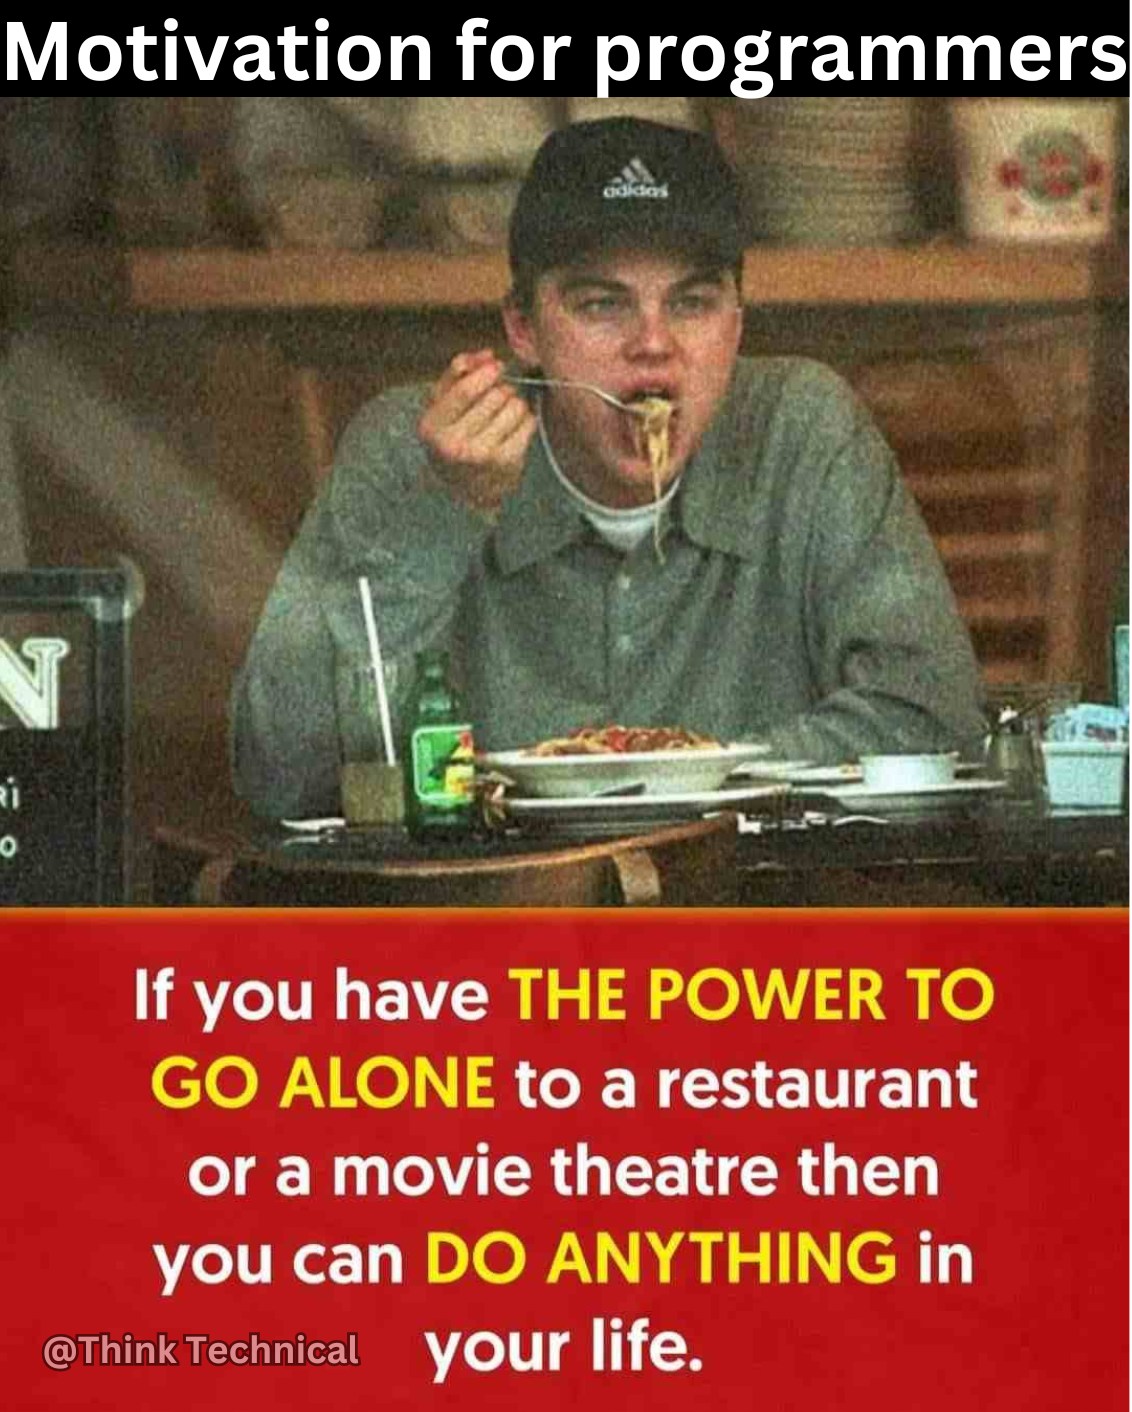 Motivation for programmers
adidas
N
RI
O
If you have THE POWER TO
GO ALONE to a restaurant
or a movie theatre then
you can DO ANYTHING in
your life.
@Think Technical